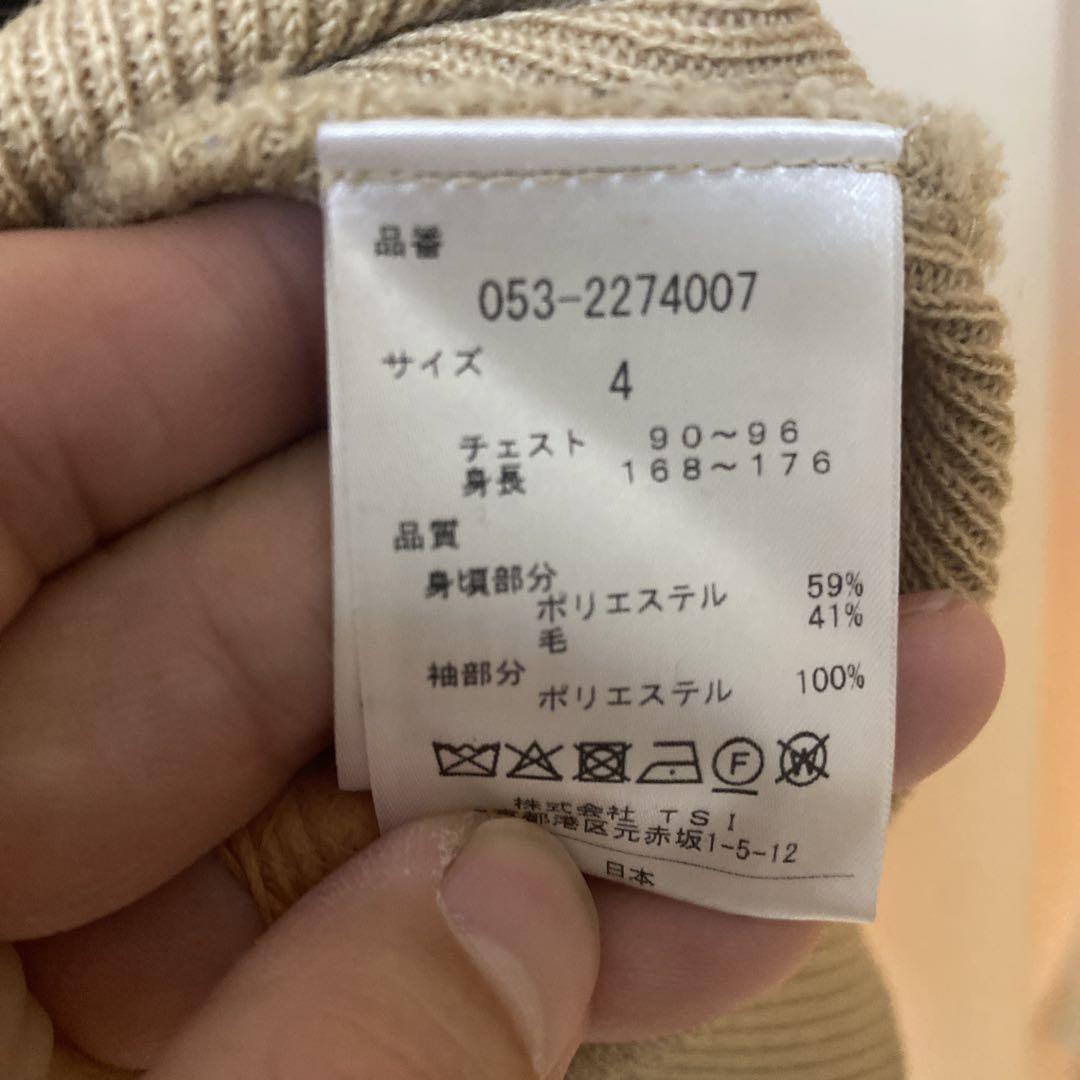 品番
053-2274007
サイズ 4
チェスト 90～96
身長 168～176
品質
身頃部分
ポリエステル 59%
毛 41%
袖部分
ポリエステル 100%
F W
株式会社 TSI
京都港区元赤坂1-5-12
日本